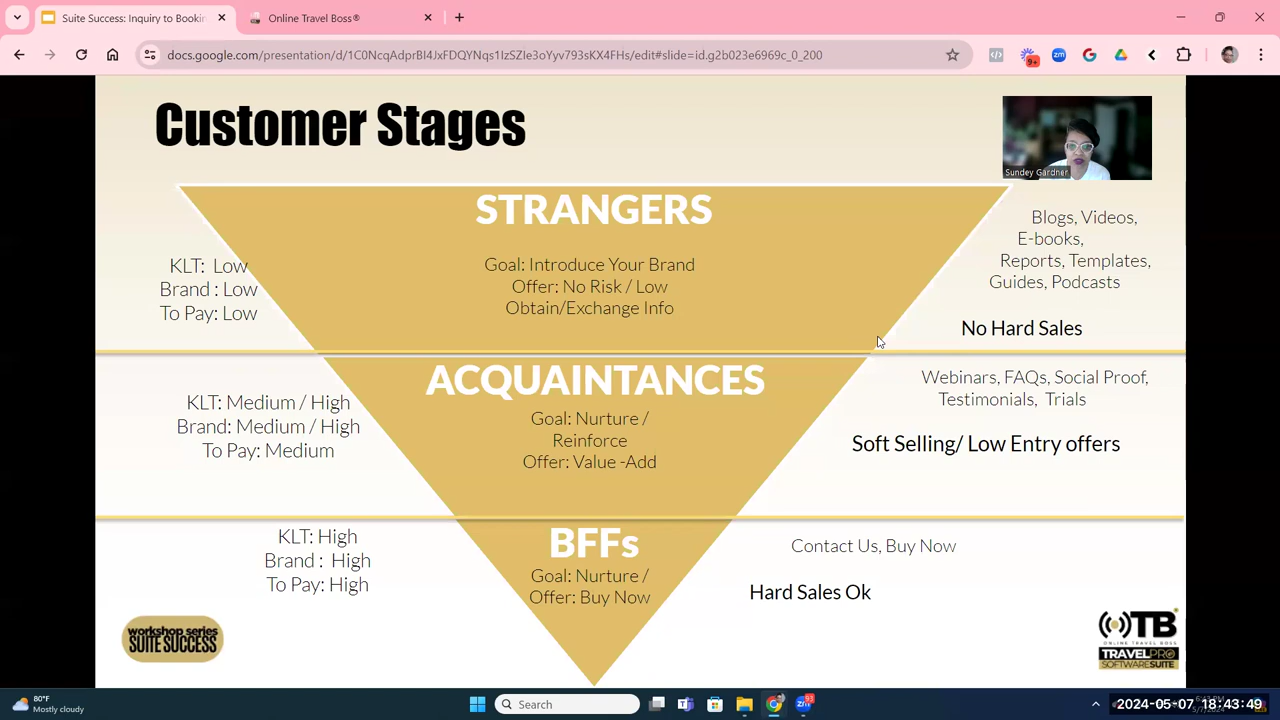 Suite Success: Inquiry to Bookin
Online Travel Boss®
docs.google.com/presentation/d/1C0NcqAdprBI4JxFDQYNqs1IzSZIe3oYyy793sKX4FHs/edit#slide=id.g2b023e6969c_0_200
9+
Customer Stages
Sundey Gardner
STRANGERS
Goal: Introduce Your Brand
Offer: No Risk / Low
Obtain/Exchange Info
KLT: Low
Brand : Low
To Pay: Low
Blogs, Videos,
E-books,
Reports, Templates,
Guides, Podcasts
No Hard Sales
ACQUAINTANCES
Goal: Nurture /
Reinforce
Offer: Value -Add
KLT: Medium / High
Brand: Medium / High
To Pay: Medium
Webinars, FAQs, Social Proof,
Testimonials, Trials
Soft Selling/ Low Entry offers
BFFs
Goal: Nurture /
Offer: Buy Now
KLT: High
Brand : High
To Pay: High
Contact Us, Buy Now
Hard Sales Ok
workshop series
SUITE SUCCESS
OTB
ONLINE TRAVEL BOSS
TRAVELPRO
SOFTWARE SUITE
80°F
Mostly cloudy
Search
2024-05-07, 18:43:49